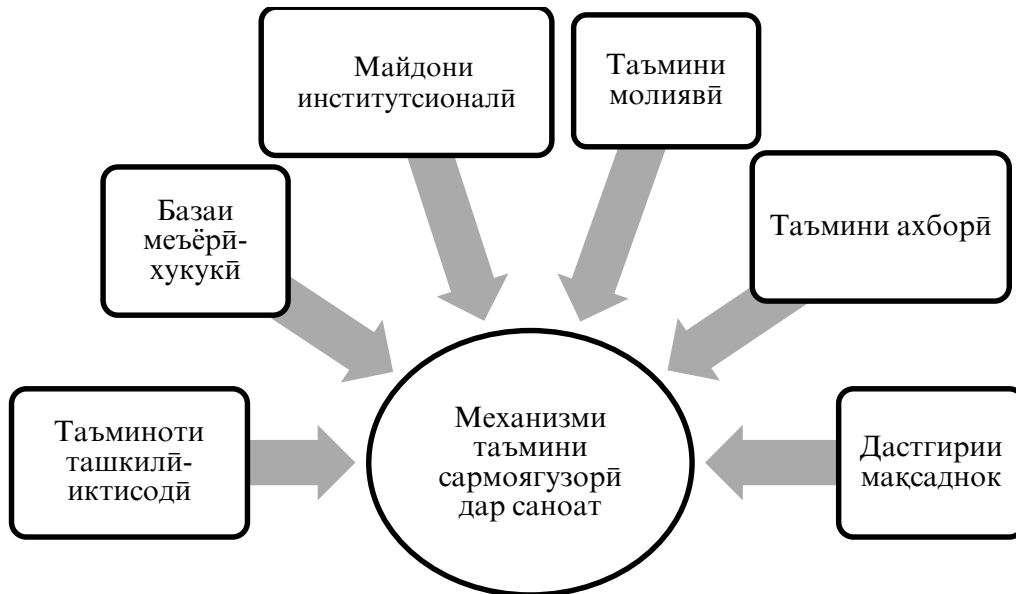 Майдони
институтсионалӣ
Таъмини
молиявӣ
Базаи
меъёрӣ-
хукукӣ
Таъмини ахборӣ
Таъминоти
ташкилӣ-
иктисодӣ
Механизми
таъмини
сармоягузорӣ
дар саноат
Дастгирии
мақсаднок